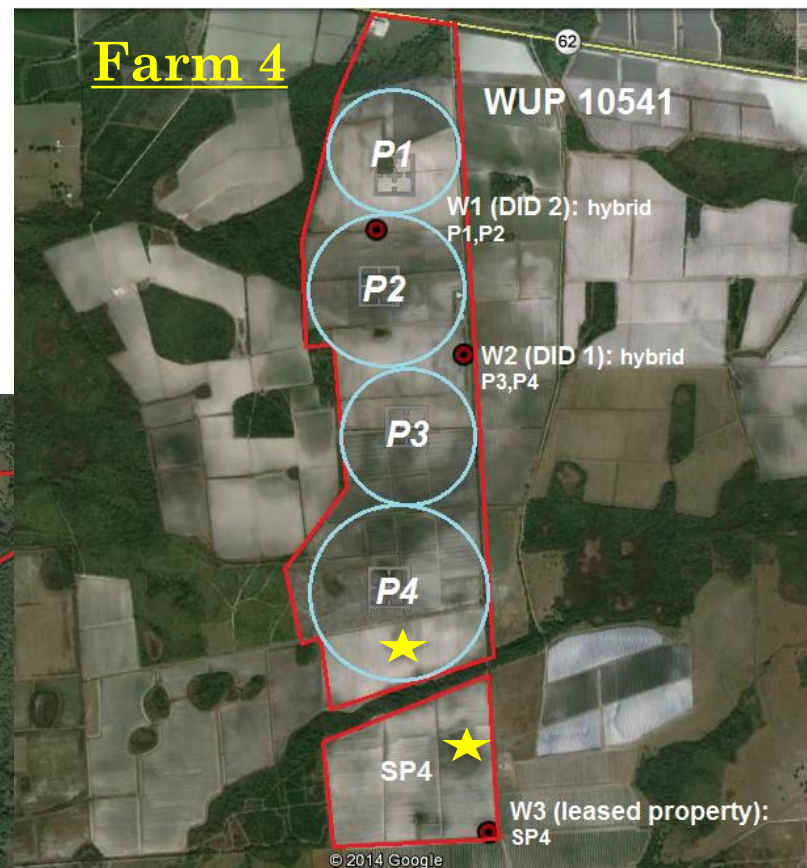 Farm 4
62
WUP 10541
P1
W1 (DID 2): hybrid
P1,P2
P2
W2 (DID 1): hybrid
P3,P4
P3
P4
SP4
W3 (leased property):
SP4
© 2014 Google